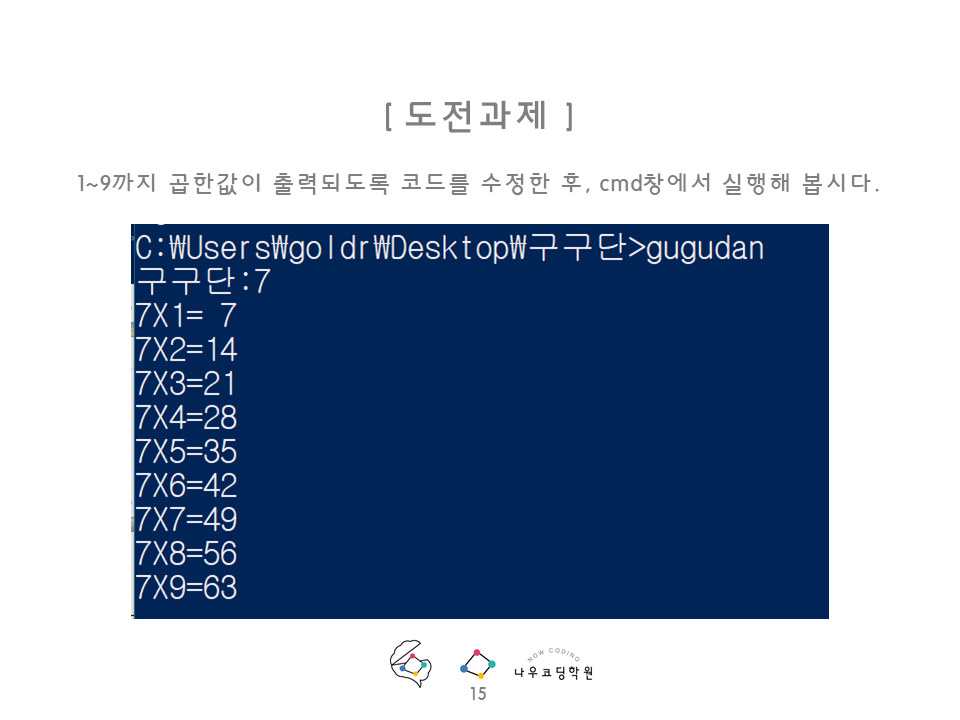 [ 도전과제 ]
1~9까지 곱한값이 출력되도록 코드를 수정한 후, cmd창에서 실행해 봅시다.
C:₩Users₩goldr₩Desktop₩구구단>gugudan
구구단:7
7X1= 7
7X2=14
7X3=21
7X4=28
7X5=35
7X6=42
7X7=49
7X8=56
7X9=63
NOW CODING
나우코딩학원
15